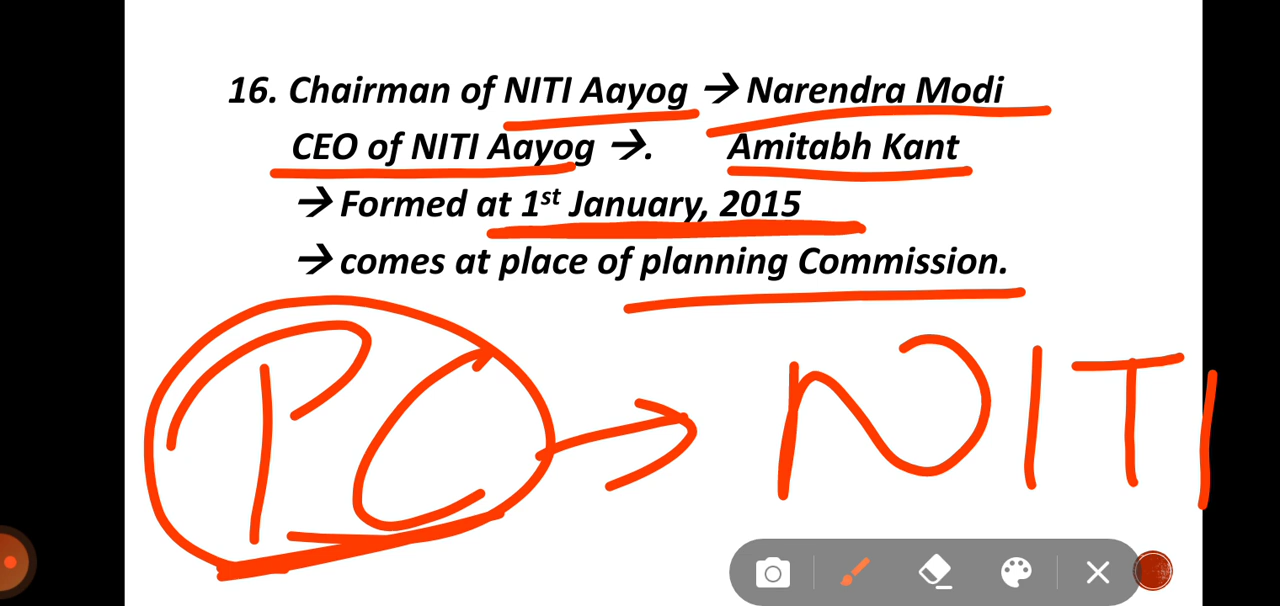 16. Chairman of NITI Aayog → Narendra Modi
CEO of NITI Aayog →. Amitabh Kant
→ Formed at 1st January, 2015
→ comes at place of planning Commission.
PC → NITI